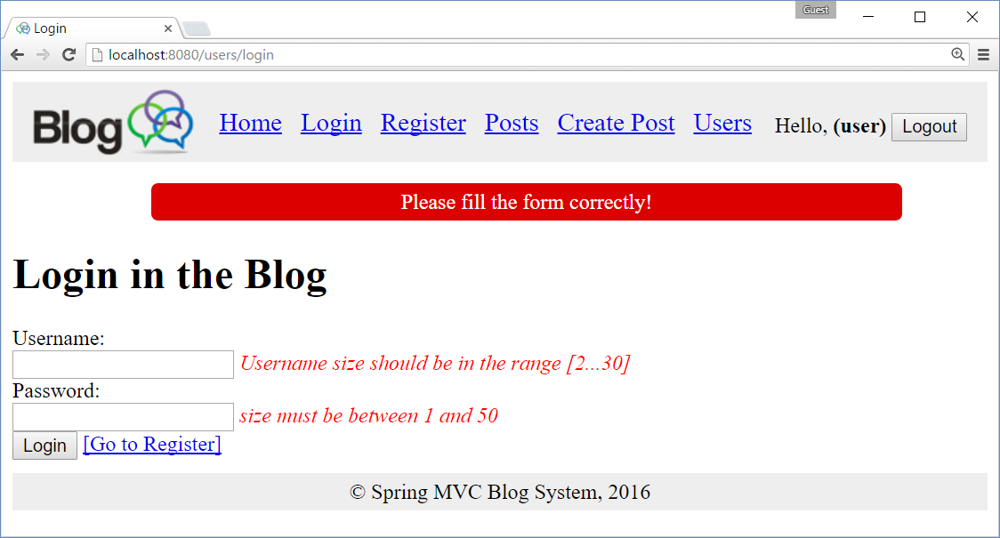 Guest
Login
localhost:8080/users/login
Blog Home Login Register Posts Create Post Users Hello, (user) Logout
Please fill the form correctly!
Login in the Blog
Username:
Username size should be in the range [2...30]
Password:
size must be between 1 and 50
Login [Go to Register]
© Spring MVC Blog System, 2016